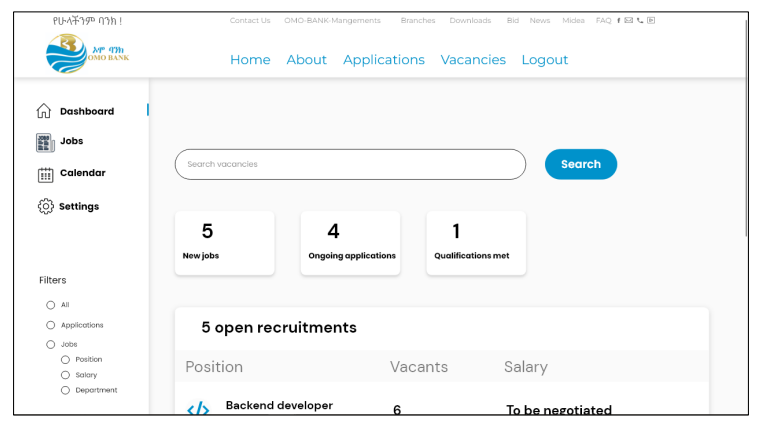 የሁላችንም ባንክ !
Contact Us OMO-BANK-Mangements Branches Downloads Bid News Midea FAQ
ኦሞ ባንክ
OMO BANK
Home About Applications Vacancies Logout
Dashboard
Jobs
Calendar
Settings
Search vacancies
Search
5
New jobs
4
Ongoing applications
1
Qualifications met
Filters
All
Applications
Jobs
Position
Salary
Department
5 open recruitments
Position Vacants Salary
Backend developer 6 To be negotiated